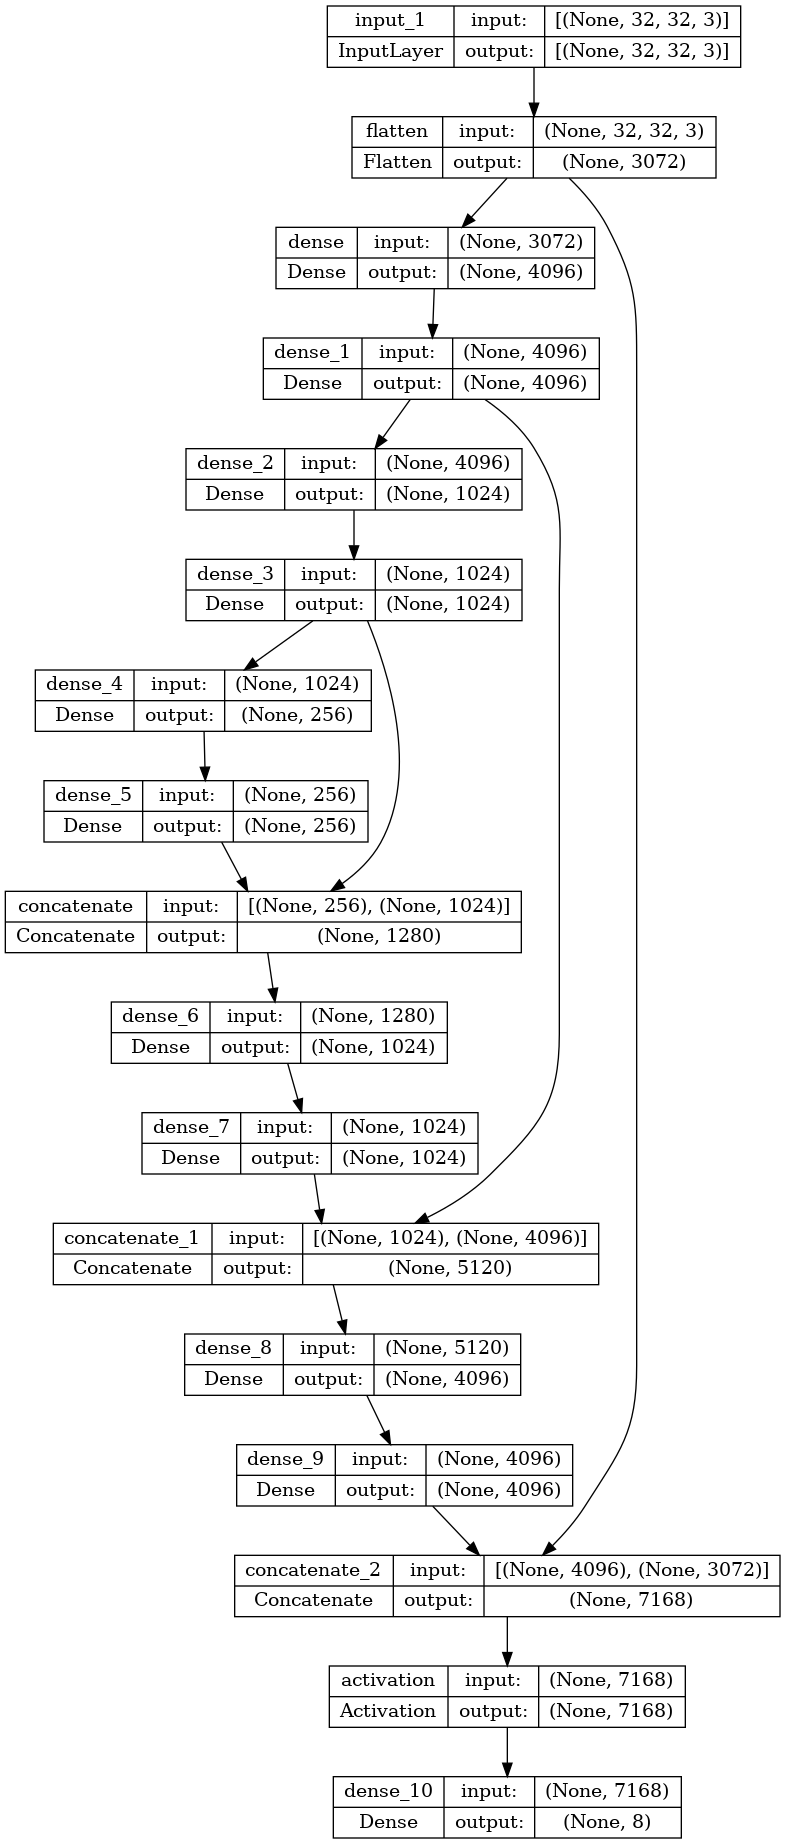 input_1 input: [(None, 32, 32, 3)]
InputLayer output: [(None, 32, 32, 3)]
flatten input: (None, 32, 32, 3)
Flatten output: (None, 3072)
dense input: (None, 3072)
Dense output: (None, 4096)
dense_1 input: (None, 4096)
Dense output: (None, 4096)
dense_2 input: (None, 4096)
Dense output: (None, 1024)
dense_3 input: (None, 1024)
Dense output: (None, 1024)
dense_4 input: (None, 1024)
Dense output: (None, 256)
dense_5 input: (None, 256)
Dense output: (None, 256)
concatenate input: [(None, 256), (None, 1024)]
Concatenate output: (None, 1280)
dense_6 input: (None, 1280)
Dense output: (None, 1024)
dense_7 input: (None, 1024)
Dense output: (None, 1024)
concatenate_1 input: [(None, 1024), (None, 4096)]
Concatenate output: (None, 5120)
dense_8 input: (None, 5120)
Dense output: (None, 4096)
dense_9 input: (None, 4096)
Dense output: (None, 4096)
concatenate_2 input: [(None, 4096), (None, 3072)]
Concatenate output: (None, 7168)
activation input: (None, 7168)
Activation output: (None, 7168)
dense_10 input: (None, 7168)
Dense output: (None, 8)